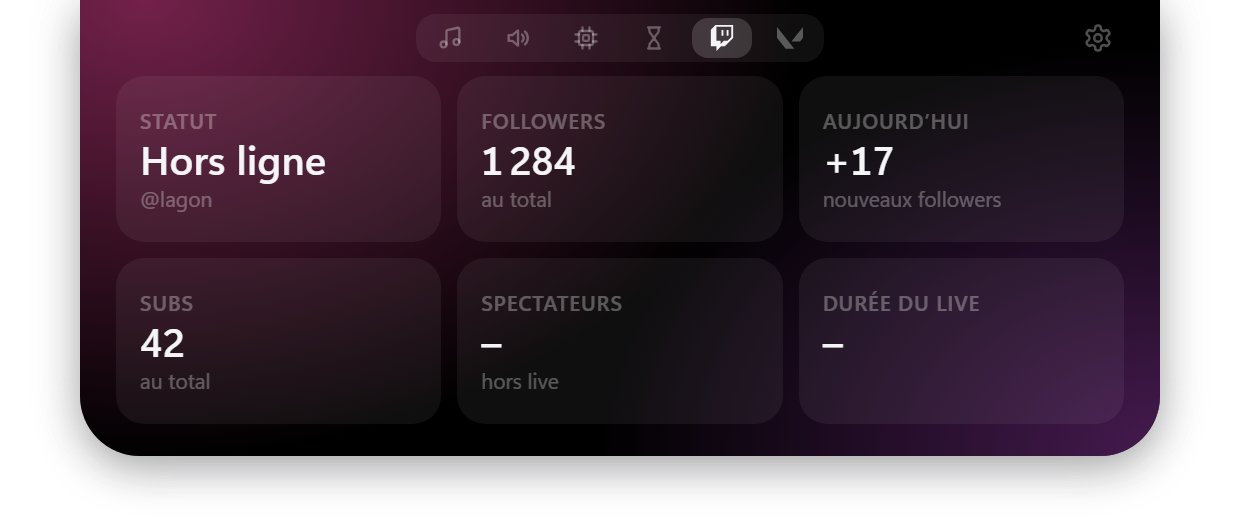 STATUT
Hors ligne
@lagon
FOLLOWERS
1 284
au total
AUJOURD’HUI
+17
nouveaux followers
SUBS
42
au total
SPECTATEURS
–
hors live
DURÉE DU LIVE
–